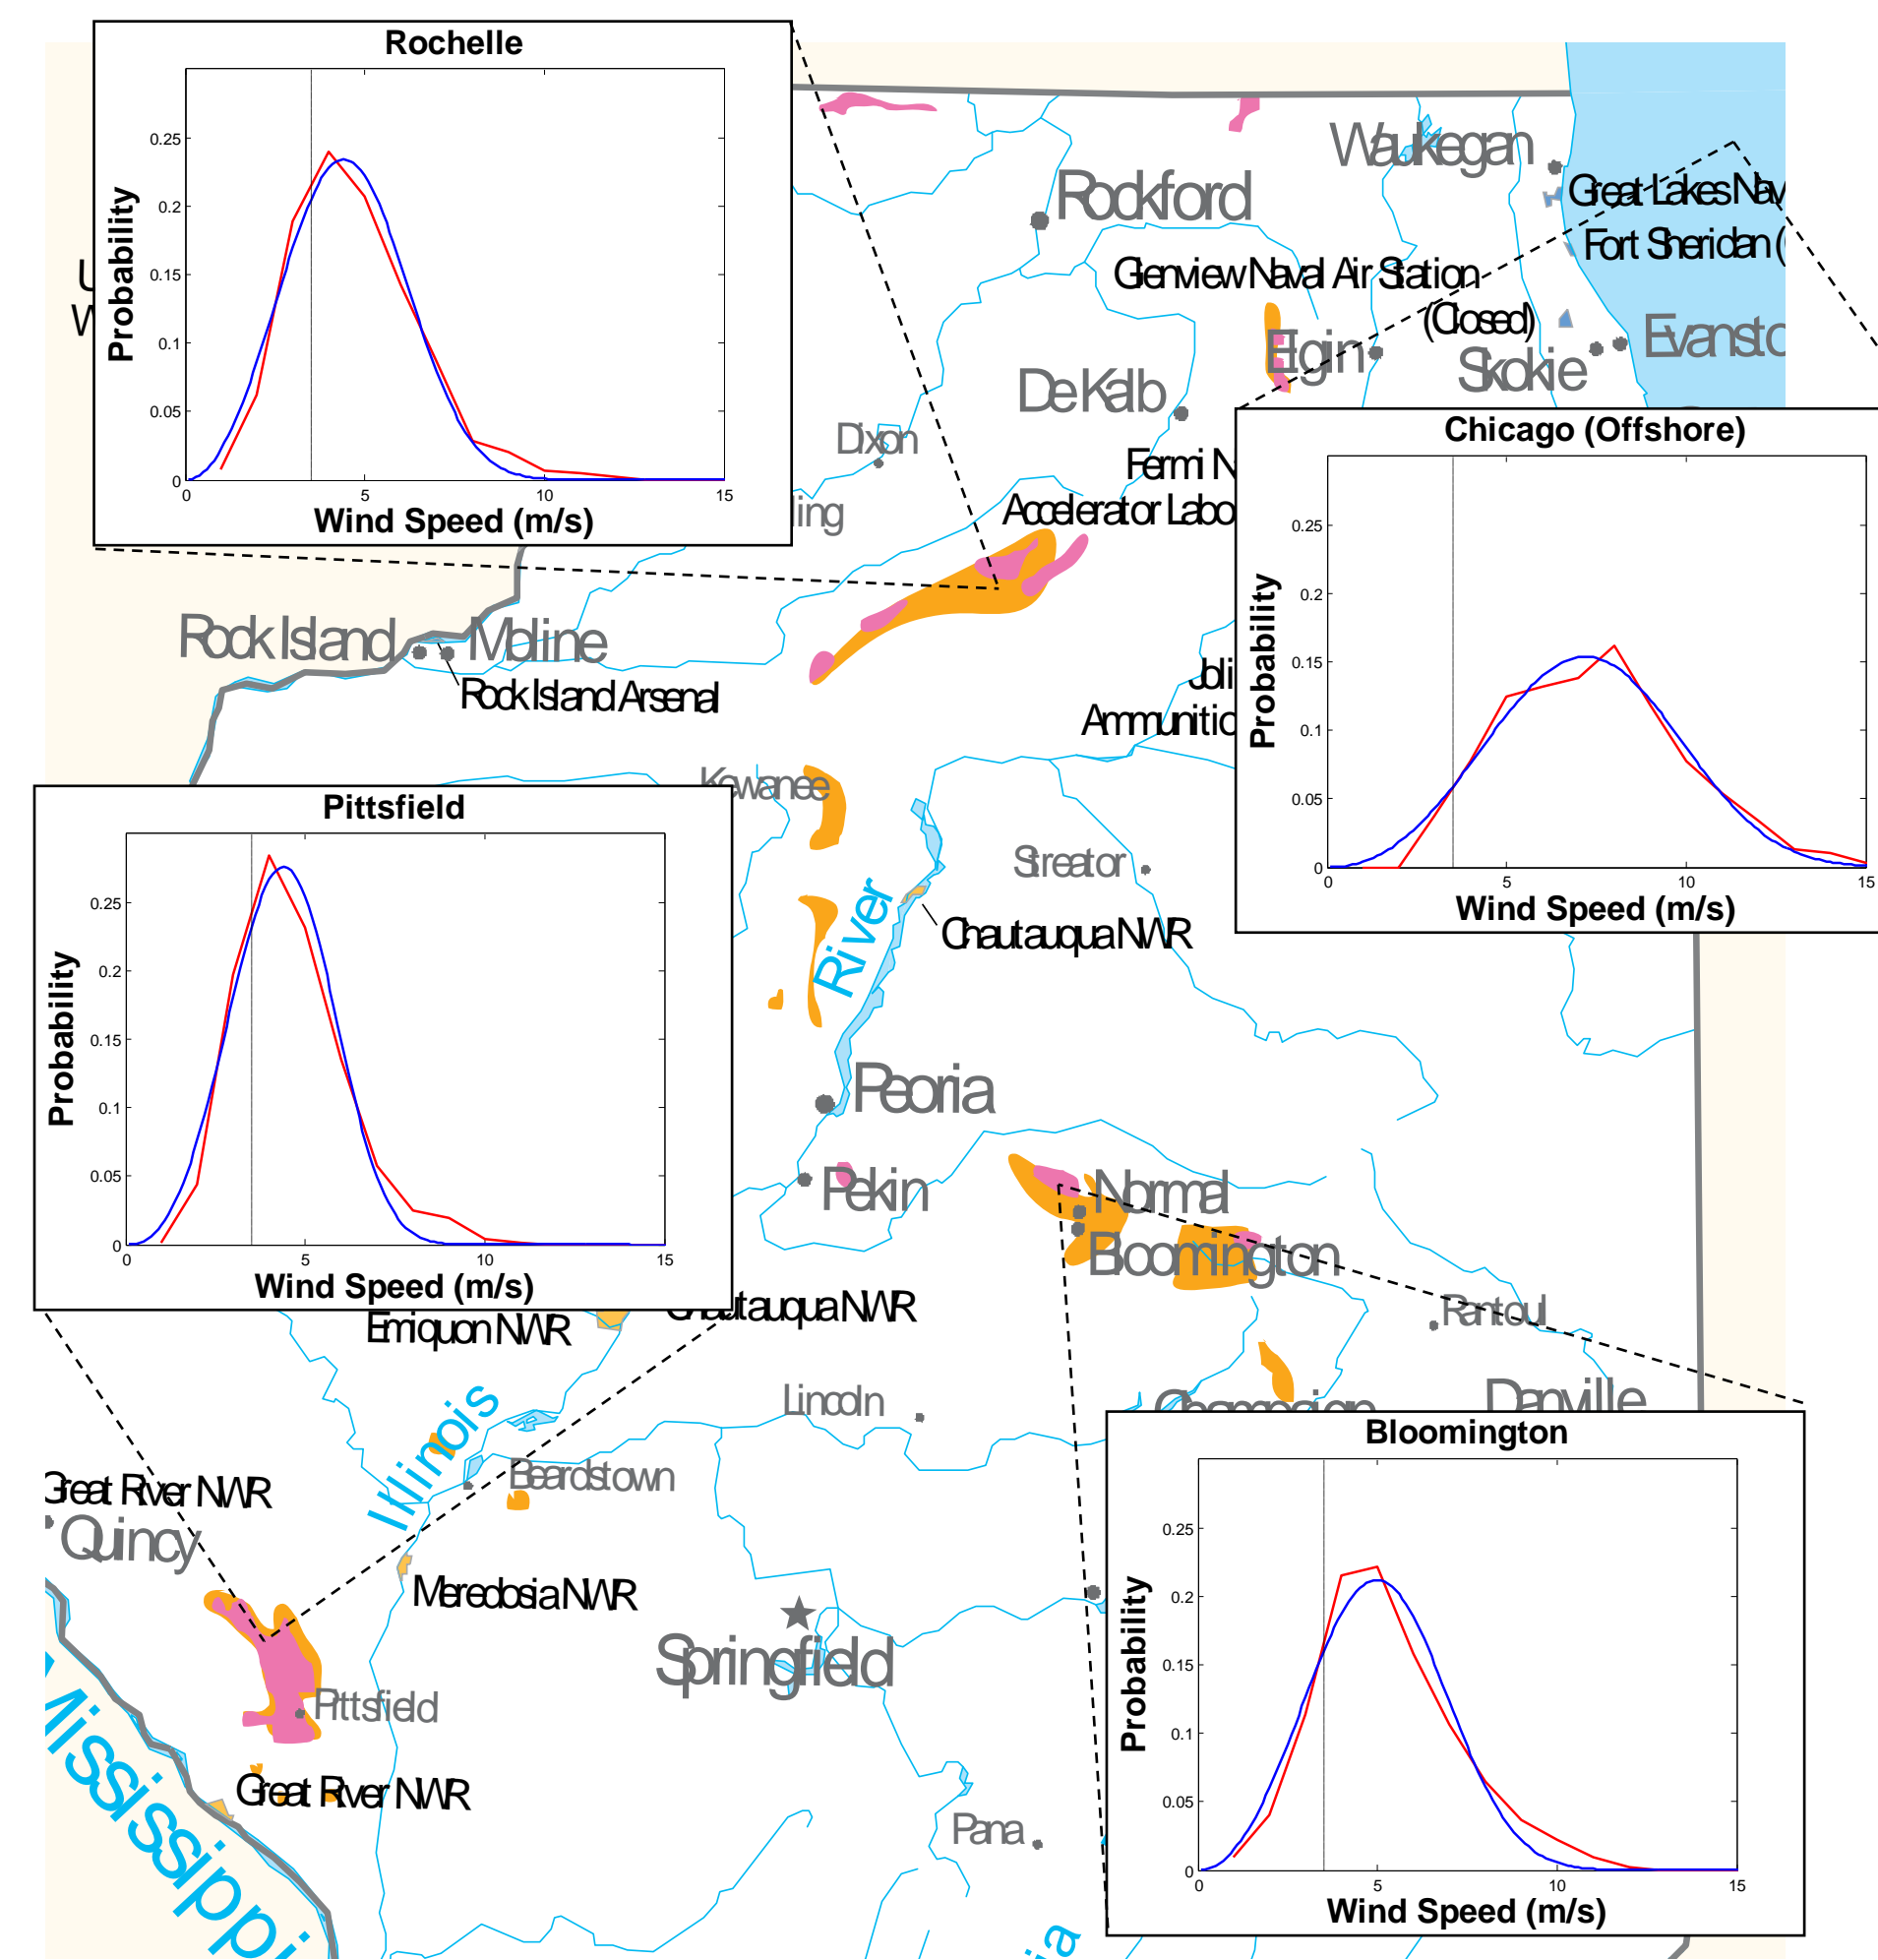 Rochelle
0.25
0.2
0.15
0.1
0.05
0
0
5
10
15
Probability
Wind Speed (m/s)
Waukegan
Great Lakes Nav
Fort Sheridan (
Rockford
Glenview Naval Air Station
(Closed)
Elgin
Skokie
Evansto
De Kalb
Dixon
Fermi N
Accelerator Labo
ling
Chicago (Offshore)
0.25
0.2
0.15
0.1
0.05
0
0
5
10
15
Probability
Wind Speed (m/s)
Rock Island
Moline
Rock Island Arsenal
Joli
Ammunitio
Kewanee
Streator
River
Chautauqua NWR
Pittsfield
0.25
0.2
0.15
0.1
0.05
0
0
5
10
15
Probability
Wind Speed (m/s)
Peoria
Pekin
Normal
Bloomington
Rantoul
Chautauqua NWR
Emiquon NWR
Lincoln
Champaign
Danville
Illinois
Beardstown
Great River NWR
Quincy
Meredosia NWR
Springfield
Pittsfield
Great River NWR
Mississippi
Pana
ia
Bloomington
0.25
0.2
0.15
0.1
0.05
0
0
5
10
15
Probability
Wind Speed (m/s)